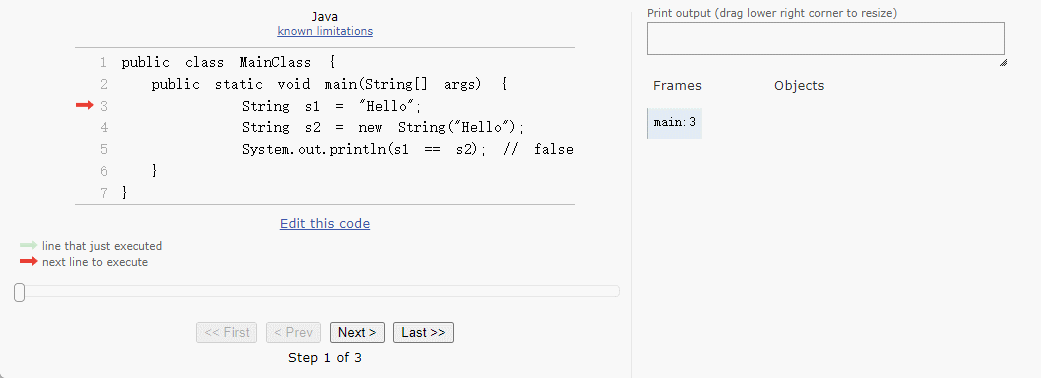 Java
known limitations
1 public class MainClass {
2 public static void main(String[] args) {
3 String s1 = "Hello";
4 String s2 = new String("Hello");
5 System.out.println(s1 == s2); // false
6 }
7 }
Edit this code
line that just executed
next line to execute
<< First < Prev Next > Last >>
Step 1 of 3
Print output (drag lower right corner to resize)
Frames Objects
main:3